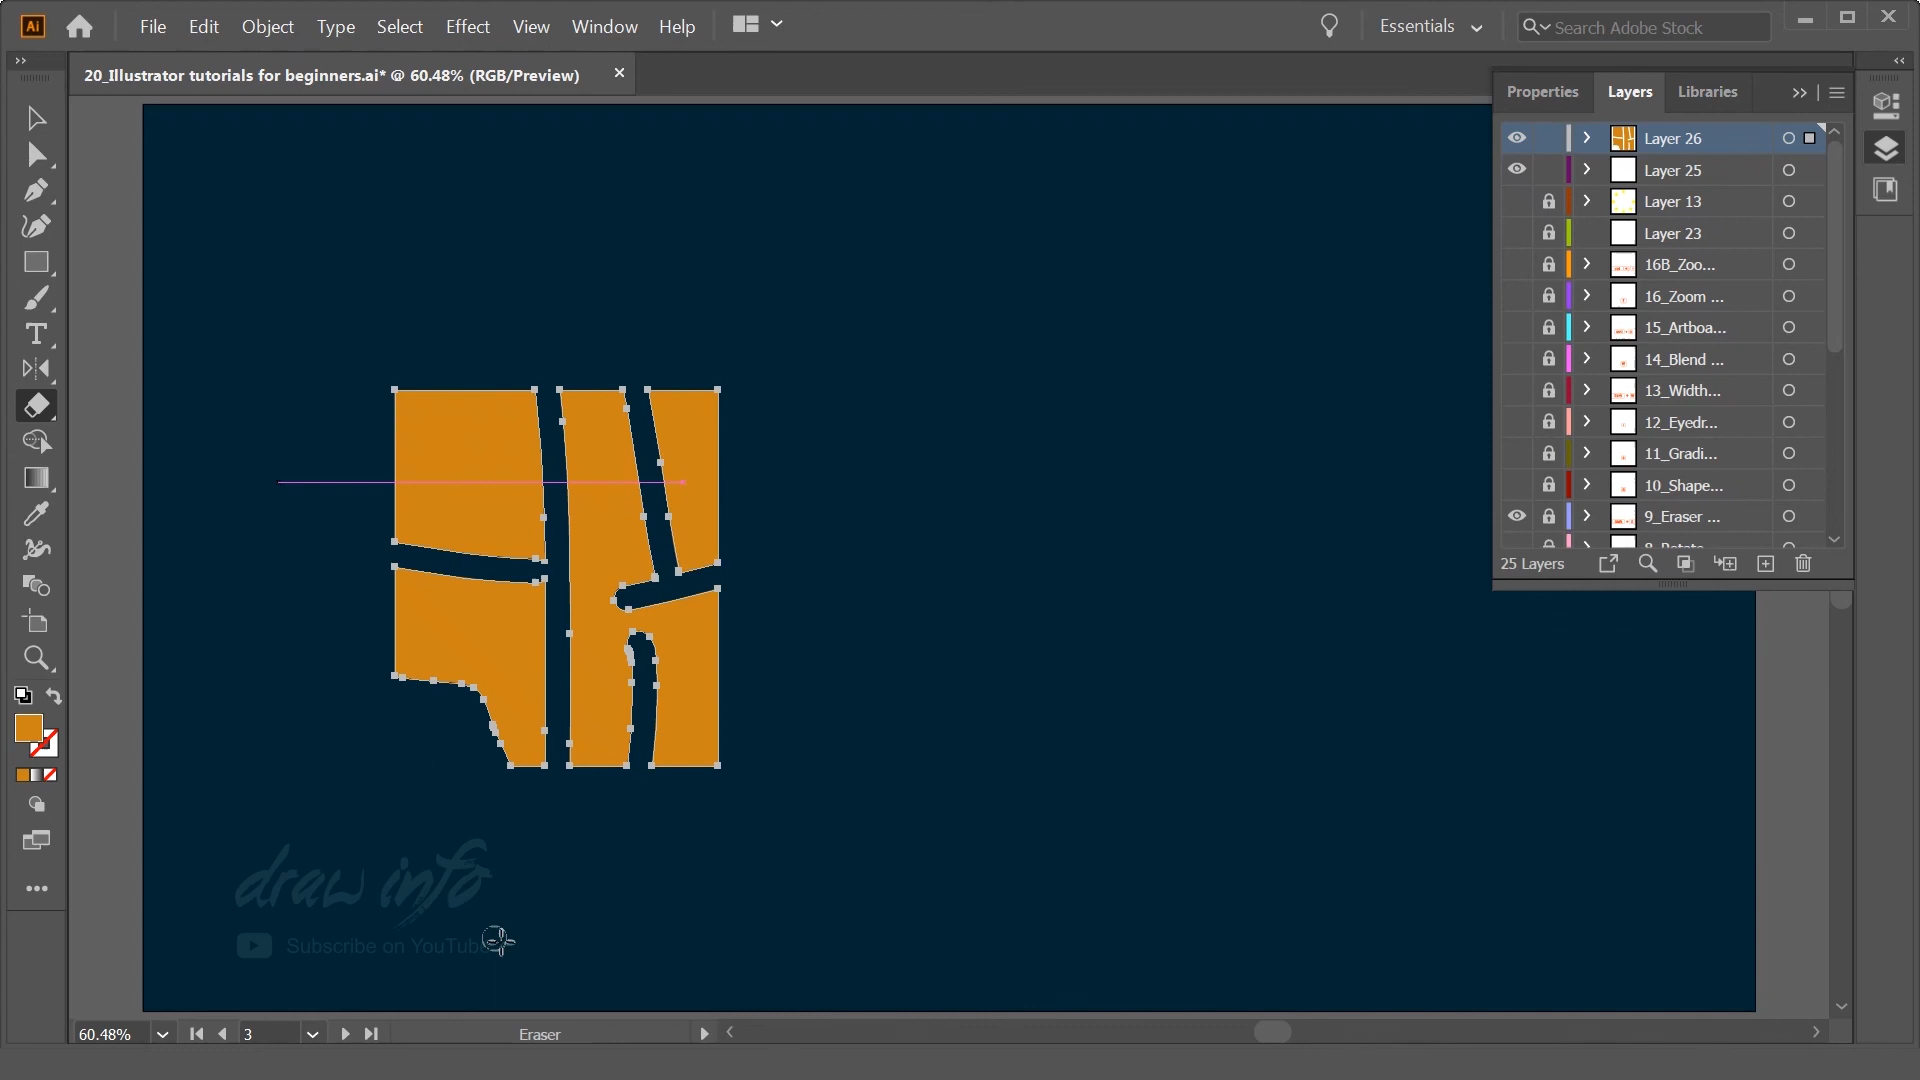 Ai File Edit Object Type Select Effect View Window Help Essentials Search Adobe Stock
20_Illustrator tutorials for beginners.ai* @ 60.48% (RGB/Preview)
Properties Layers Libraries
Layer 26
Layer 25
Layer 13
Layer 23
16B_Zoo...
16_Zoom ...
15_Artboa...
14_Blend ...
13_Width...
12_Eyedr...
11_Gradi...
10_Shape...
9_Eraser ...
25 Layers
draw info
Subscribe on YouTube
60.48% 3 Eraser